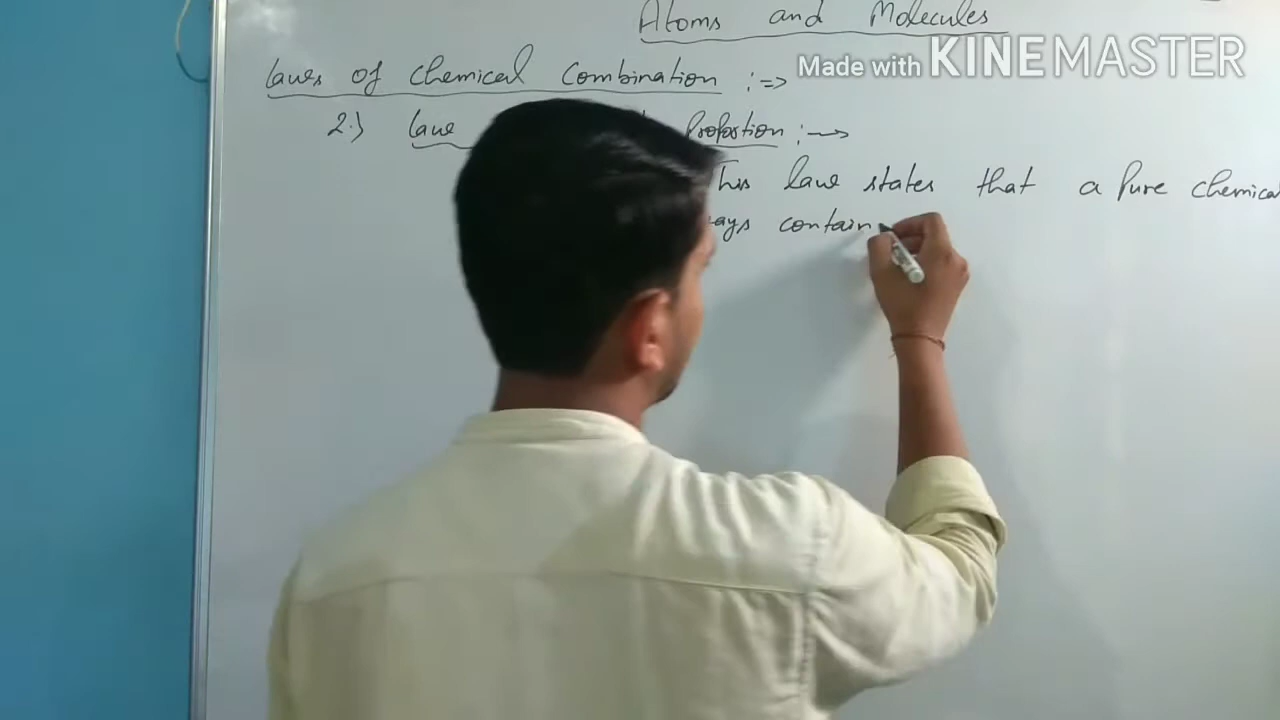 Atoms and Molecules
Made with KINEMASTER
Laws of Chemical Combination :=>
2.) law Proportion :→
This law states that a Pure chemical
contain